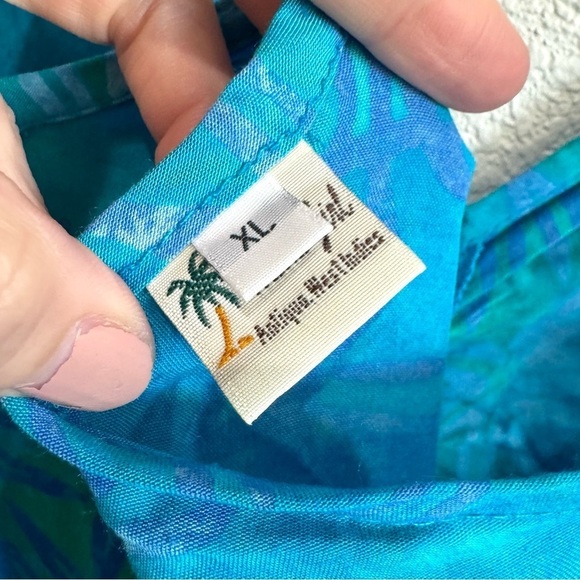 XL
Antigua, West Indies